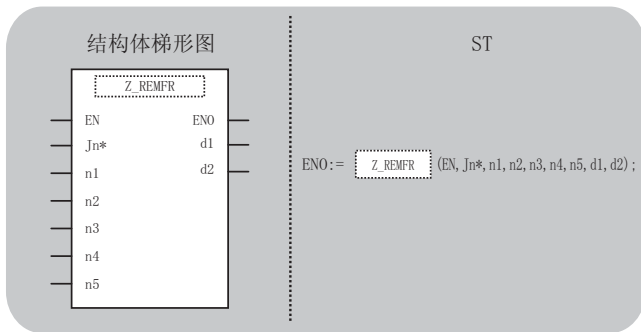 结构体梯形图
Z_REMFR
EN ENO
Jn* d1
n1 d2
n2
n3
n4
n5
ST
ENO:= Z_REMFR (EN,Jn*,n1,n2,n3,n4,n5,d1,d2);